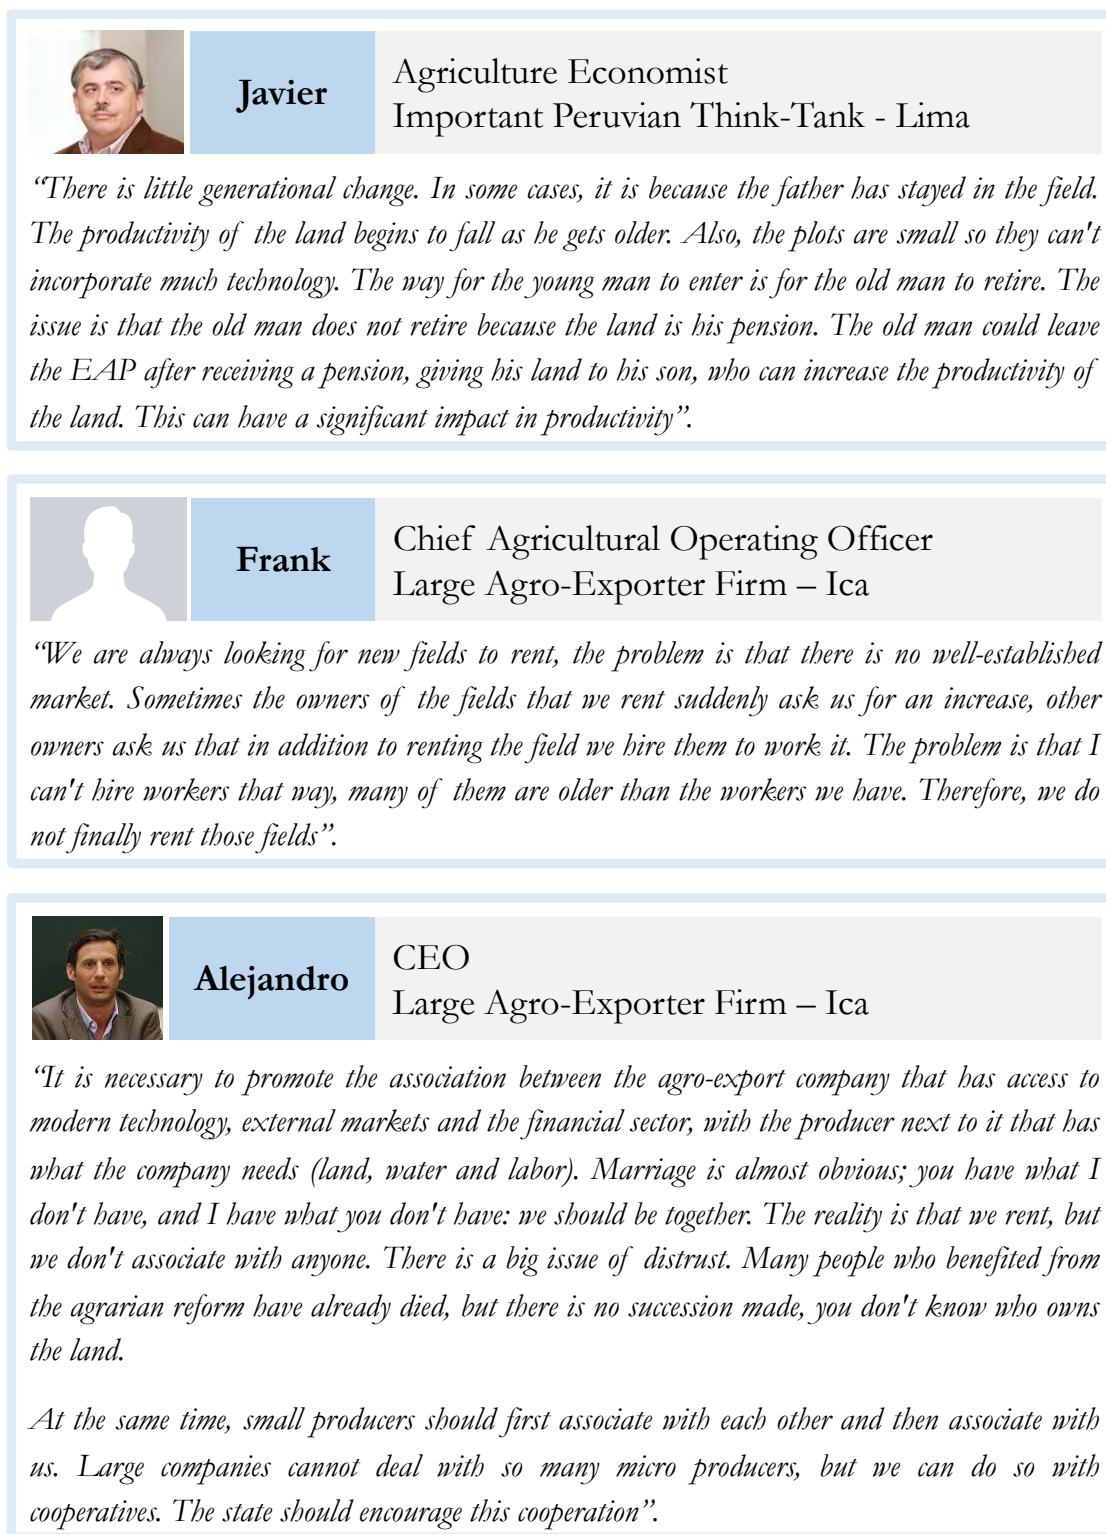 Javier
Agriculture Economist
Important Peruvian Think-Tank - Lima
“There is little generational change. In some cases, it is because the father has stayed in the field.
The productivity of the land begins to fall as he gets older. Also, the plots are small so they can't
incorporate much technology. The way for the young man to enter is for the old man to retire. The
issue is that the old man does not retire because the land is his pension. The old man could leave
the EAP after receiving a pension, giving his land to his son, who can increase the productivity of
the land. This can have a significant impact in productivity”.
Frank
Chief Agricultural Operating Officer
Large Agro-Exporter Firm – Ica
“We are always looking for new fields to rent, the problem is that there is no well-established
market. Sometimes the owners of the fields that we rent suddenly ask us for an increase, other
owners ask us that in addition to renting the field we hire them to work it. The problem is that I
can't hire workers that way, many of them are older than the workers we have. Therefore, we do
not finally rent those fields”.
Alejandro
CEO
Large Agro-Exporter Firm – Ica
“It is necessary to promote the association between the agro-export company that has access to
modern technology, external markets and the financial sector, with the producer next to it that has
what the company needs (land, water and labor). Marriage is almost obvious; you have what I
don't have, and I have what you don't have: we should be together. The reality is that we rent, but
we don't associate with anyone. There is a big issue of distrust. Many people who benefited from
the agrarian reform have already died, but there is no succession made, you don't know who owns
the land.
At the same time, small producers should first associate with each other and then associate with
us. Large companies cannot deal with so many micro producers, but we can do so with
cooperatives. The state should encourage this cooperation”.